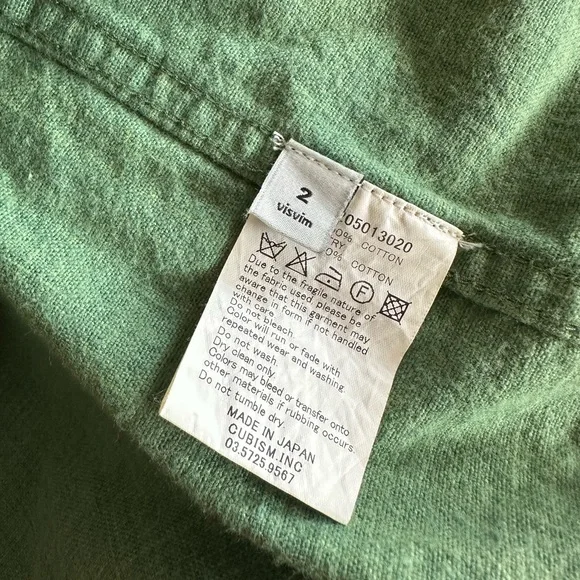 2
visvim
05013020
0% COTTON
RY
0% COTTON
F
Due to the fragile nature of
the fabric used, please be
aware that this garment may
change in form if not handled
with care.
Do not bleach.
Color will run or fade with
repeated wear and washing.
Do not wash.
Dry clean only.
Colors may bleed or transfer onto
Other materials if rubbing occurs.
Do not tumble dry.
MADE IN JAPAN
CUBISM.INC
03.5725.9567